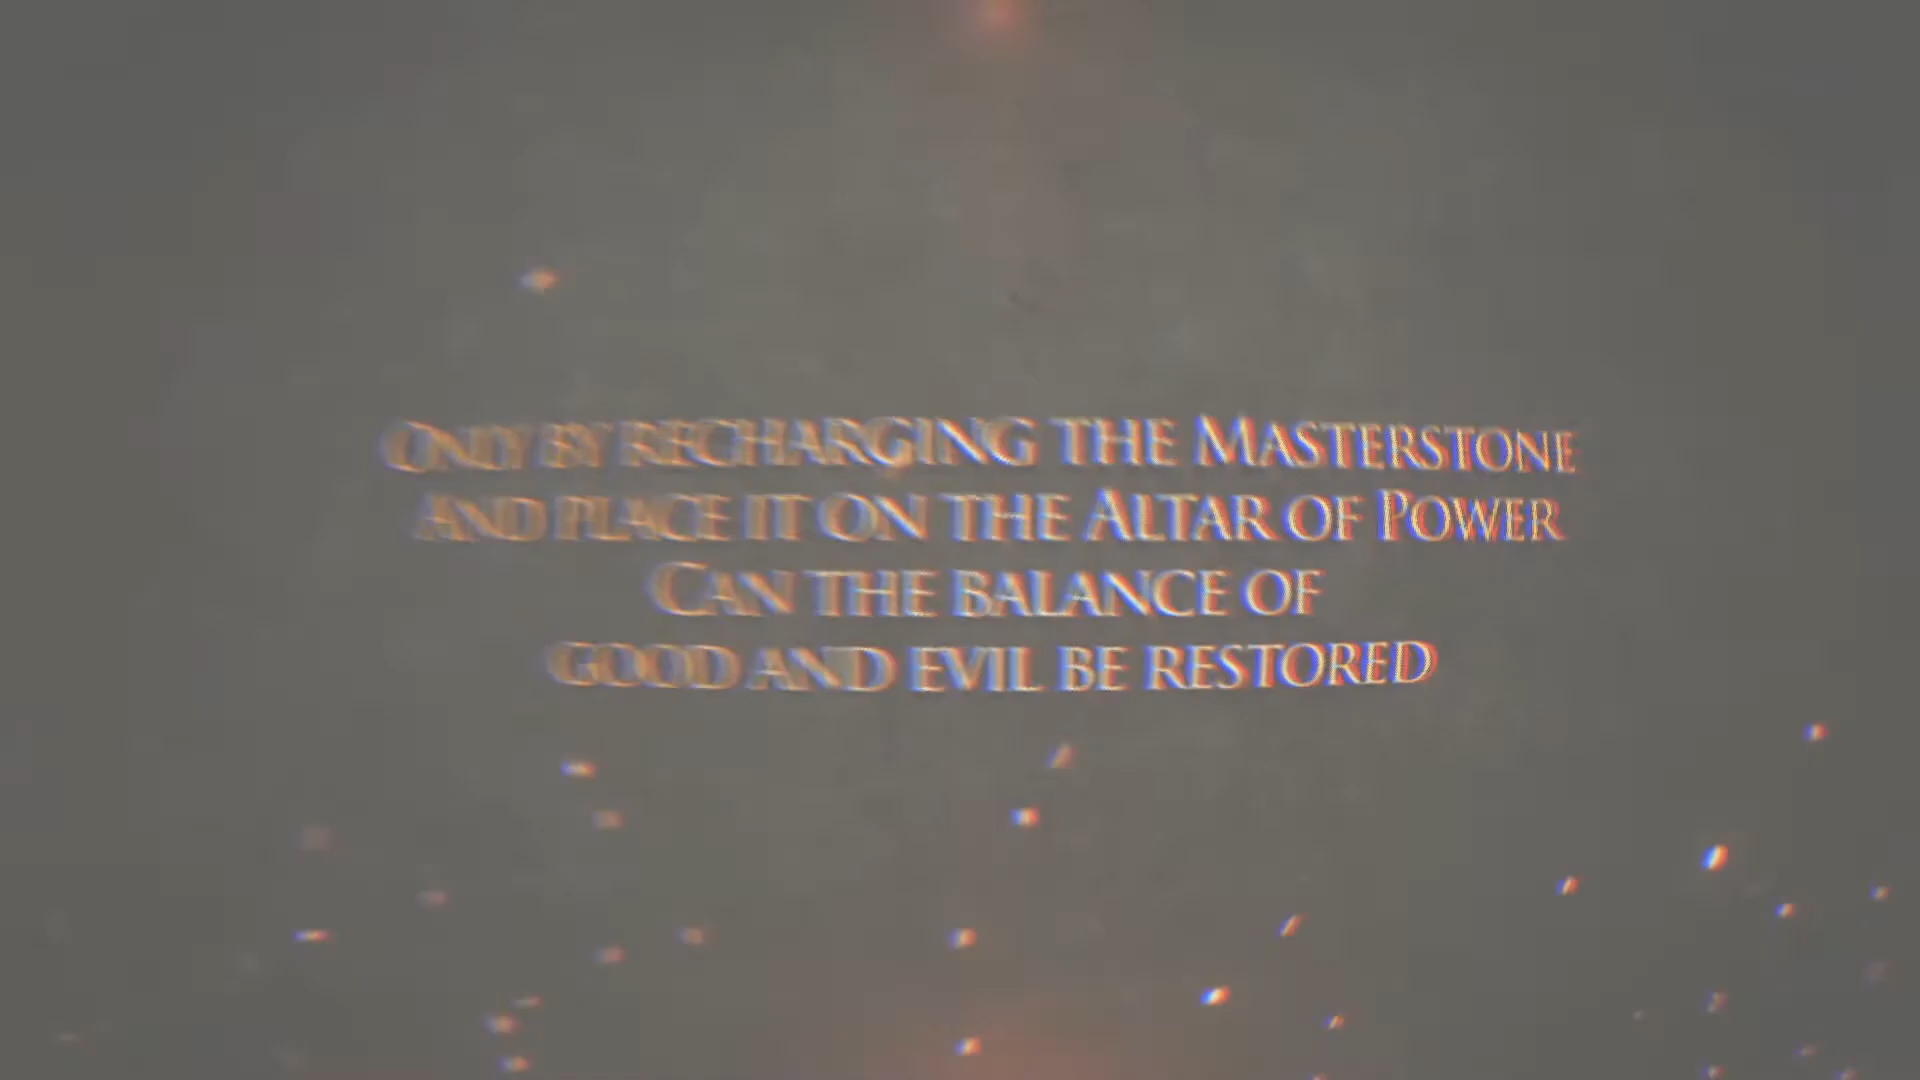 Only by recharging the Masterstone
and place it on the Altar of Power
Can the balance of
good and evil be restored